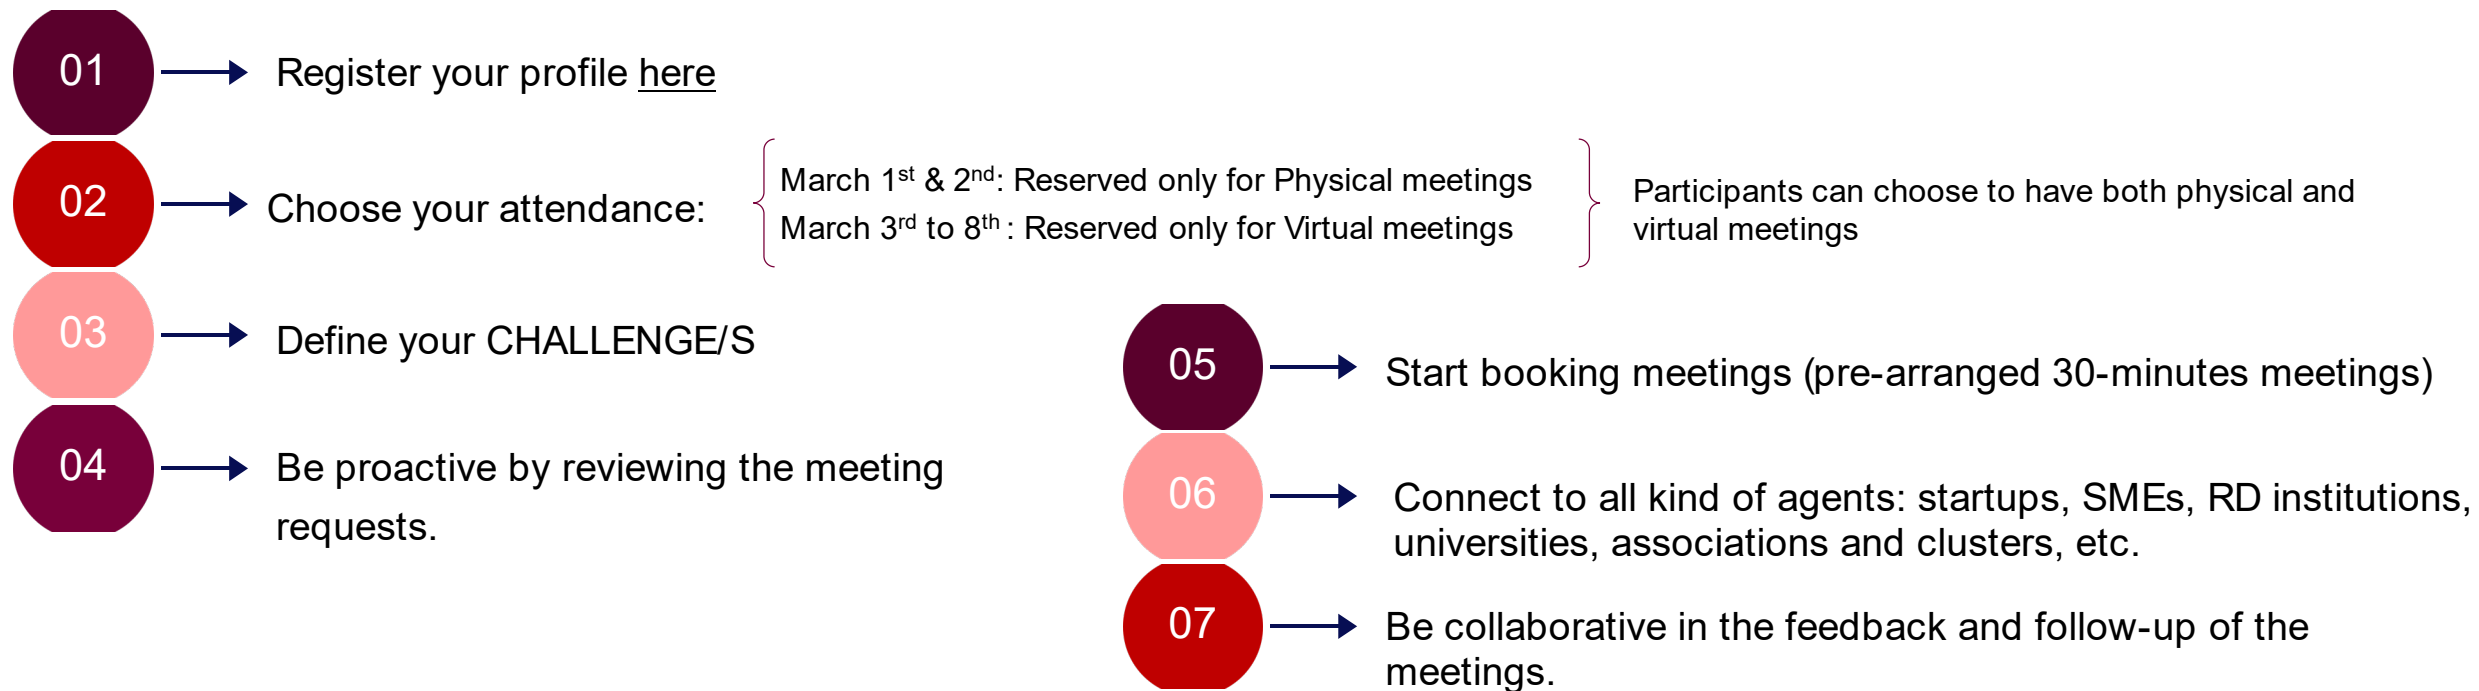 01
Register your profile here
02
Choose your attendance:
March 1st & 2nd: Reserved only for Physical meetings
March 3rd to 8th : Reserved only for Virtual meetings
Participants can choose to have both physical and
virtual meetings
03
Define your CHALLENGE/S
04
Be proactive by reviewing the meeting
requests.
05
Start booking meetings (pre-arranged 30-minutes meetings)
06
Connect to all kind of agents: startups, SMEs, RD institutions,
universities, associations and clusters, etc.
07
Be collaborative in the feedback and follow-up of the
meetings.